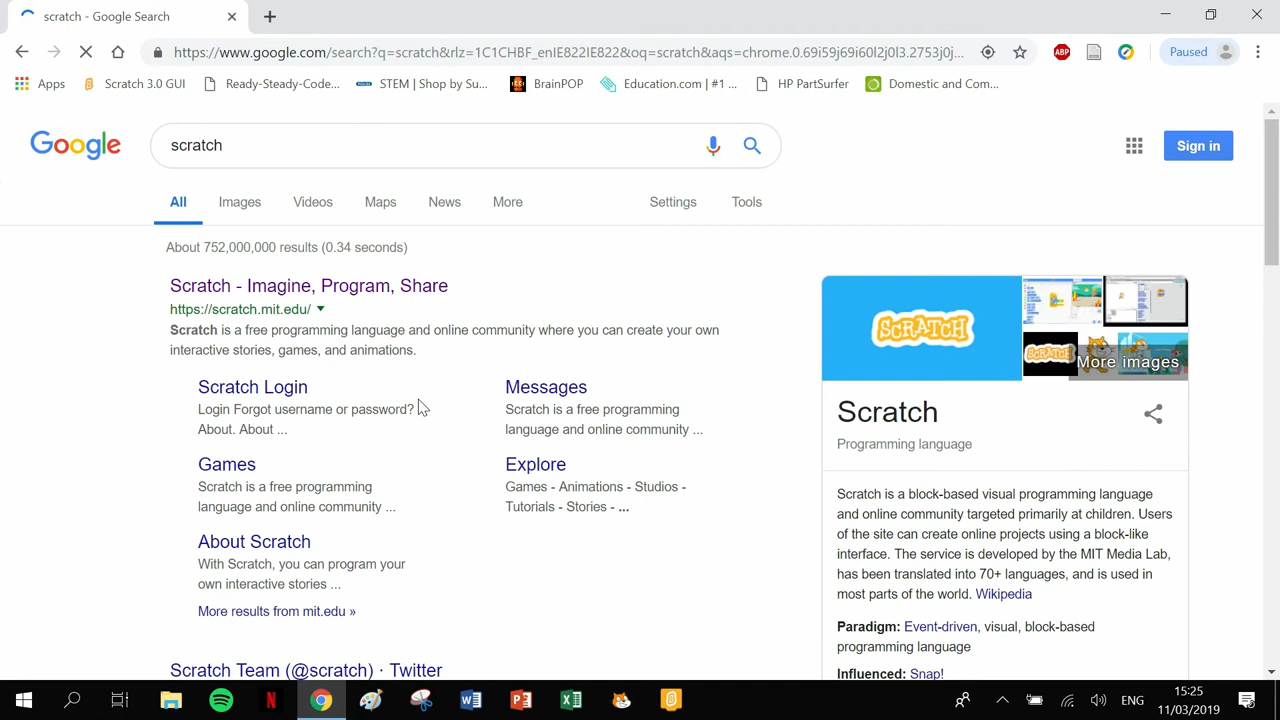 scratch - Google Search
https://www.google.com/search?q=scratch&rlz=1C1CHBF_enIE822IE822&oq=scratch&aqs=chrome.0.69i59j69i60l2j0l3.2753j0j...
ABP
Paused
Apps
Scratch 3.0 GUI
Ready-Steady-Code...
STEM | Shop by Su...
BrainPOP
Education.com | #1 ...
HP PartSurfer
Domestic and Com...
Google
scratch
Sign in
All
Images
Videos
Maps
News
More
Settings
Tools
About 752,000,000 results (0.34 seconds)
Scratch - Imagine, Program, Share
https://scratch.mit.edu/
Scratch is a free programming language and online community where you can create your own
interactive stories, games, and animations.
Scratch Login
Login Forgot username or password?
About. About ...
Messages
Scratch is a free programming
language and online community ...
Games
Scratch is a free programming
language and online community ...
Explore
Games - Animations - Studios -
Tutorials - Stories - ...
About Scratch
With Scratch, you can program your
own interactive stories ...
More results from mit.edu »
Scratch Team (@scratch) · Twitter
SCRATCH
SCRATCH
More images
Scratch
Programming language
Scratch is a block-based visual programming language
and online community targeted primarily at children. Users
of the site can create online projects using a block-like
interface. The service is developed by the MIT Media Lab,
has been translated into 70+ languages, and is used in
most parts of the world. Wikipedia
Paradigm: Event-driven, visual, block-based
programming language
Influenced: Snap!
ENG
15:25
11/03/2019